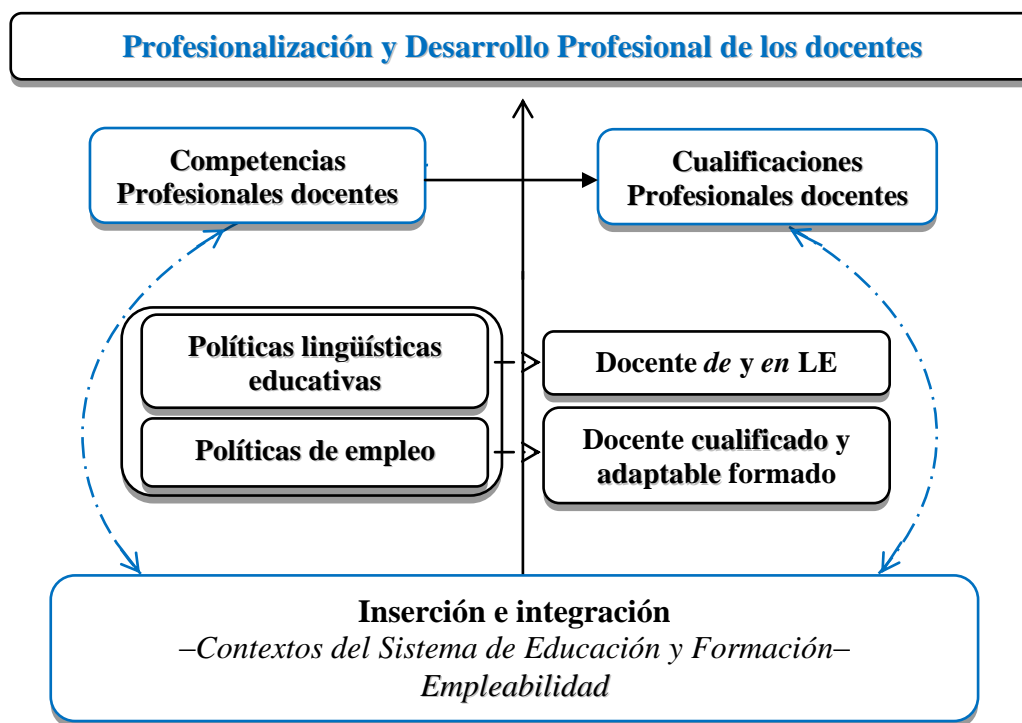 Profesionalización y Desarrollo Profesional de los docentes
Competencias
Profesionales docentes
Cualificaciones
Profesionales docentes
Políticas lingüísticas
educativas
Docente de y en LE
Políticas de empleo
Docente cualificado y
adaptable formado
Inserción e integración
–Contextos del Sistema de Educación y Formación–
Empleabilidad